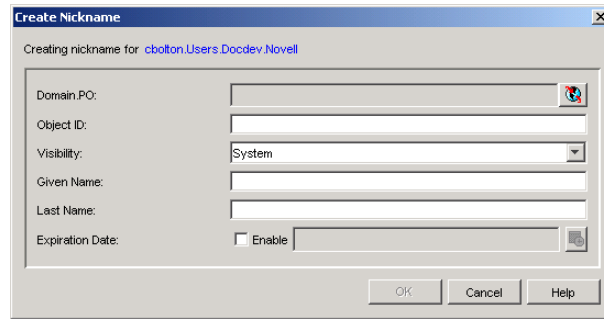 Create Nickname
Creating nickname for cbolton.Users.Docdev.Novell
Domain.PO:
Object ID:
Visibility: System
Given Name:
Last Name:
Expiration Date: Enable
OK Cancel Help